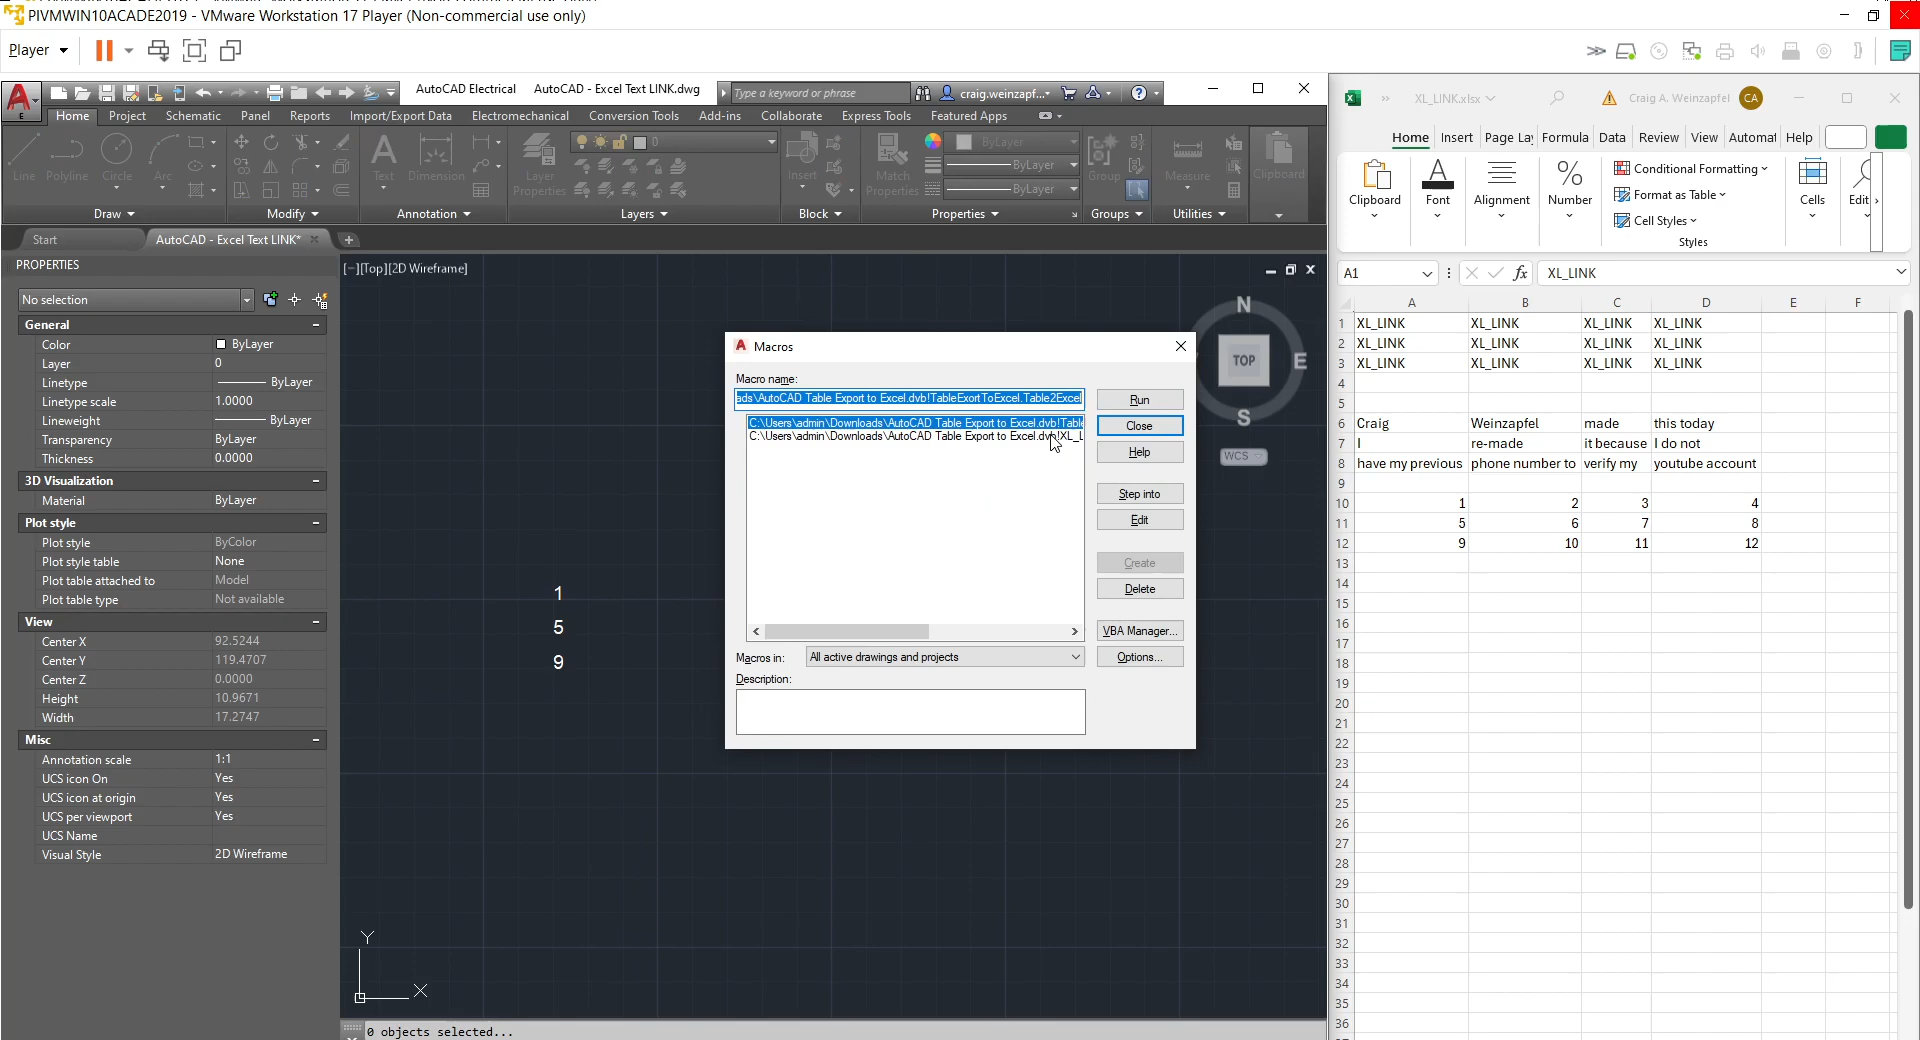 PIVMWIN10ACADE2019 - VMware Workstation 17 Player (Non-commercial use only)
Player
AutoCAD Electrical AutoCAD - Excel Text LINK.dwg
Type a keyword or phrase
craig.weinzapf...
Home Project Schematic Panel Reports Import/Export Data Electromechanical Conversion Tools Add-ins Collaborate Express Tools Featured Apps
Line Polyline Circle Arc
Text Dimension
Layer Properties
0
Insert
Match Properties
ByLayer
ByLayer
ByLayer
Group
Measure
Clipboard
Draw Modify Annotation Layers Block Properties Groups Utilities
Start
AutoCAD - Excel Text LINK*
PROPERTIES
No selection
General
Color ByLayer
Layer 0
Linetype ByLayer
Linetype scale 1.0000
Lineweight ByLayer
Transparency ByLayer
Thickness 0.0000
3D Visualization
Material ByLayer
Plot style
Plot style ByColor
Plot style table None
Plot table attached to Model
Plot table type Not available
View
Center X 92.5244
Center Y 119.4707
Center Z 0.0000
Height 10.9671
Width 17.2747
Misc
Annotation scale 1:1
UCS icon On Yes
UCS icon at origin Yes
UCS per viewport Yes
UCS Name
Visual Style 2D Wireframe
[−][Top][2D Wireframe]
1
5
9
N
TOP
E
S
WCS
Y
X
0 objects selected...
Macros
Macro name:
ads\AutoCAD Table Export to Excel.dvb!TableExortToExcel.Table2Excel
C:\Users\admin\Downloads\AutoCAD Table Export to Excel.dvb!Table
C:\Users\admin\Downloads\AutoCAD Table Export to Excel.dvb!XL_L
Run
Close
Help
Step into
Edit
Create
Delete
VBA Manager...
Options...
Macros in: All active drawings and projects
Description:
XL_LINK.xlsx
Craig A. Weinzapfel CA
Home Insert Page La Formula Data Review View Automat Help
Clipboard
Font
Alignment
Number
Conditional Formatting
Format as Table
Cell Styles
Styles
Cells
Edit
A1
fx
XL_LINK
A B C D E F
1 XL_LINK XL_LINK XL_LINK XL_LINK
2 XL_LINK XL_LINK XL_LINK XL_LINK
3 XL_LINK XL_LINK XL_LINK XL_LINK
4
5
6 Craig Weinzapfel made this today
7 I re-made it because I do not
8 have my previous phone number to verify my youtube account
9
10 1 2 3 4
11 5 6 7 8
12 9 10 11 12
13
14
15
16
17
18
19
20
21
22
23
24
25
26
27
28
29
30
31
32
33
34
35
36